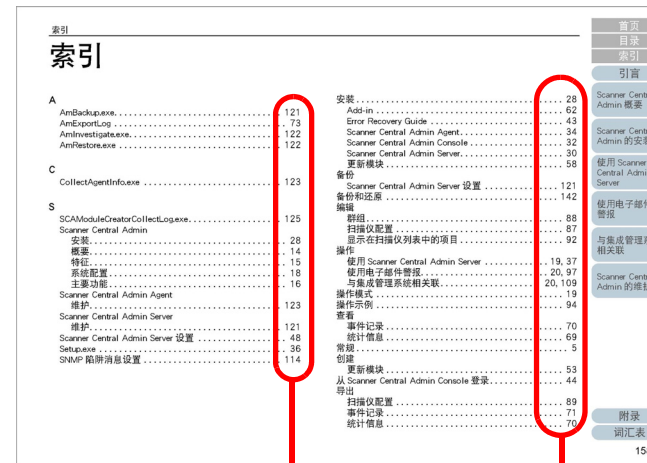 索引
索引
A
AmBackup.exe 121
AmExportLog 73
AmInvestigate.exe 122
AmRestore.exe 122
C
CollectAgentInfo.exe 123
S
SCAModuleCreatorCollectLog.exe 125
Scanner Central Admin
安装 28
概要 14
特征 15
系统配置 18
主要功能 16
Scanner Central Admin Agent
维护 123
Scanner Central Admin Server
维护 121
Scanner Central Admin Server 设置 48
Setup.exe 36
SNMP 陷阱消息设置 114
安装 28
Add-in 62
Error Recovery Guide 43
Scanner Central Admin Agent 34
Scanner Central Admin Console 32
Scanner Central Admin Server 30
更新模块 58
备份
Scanner Central Admin Server 设置 121
备份和还原 142
编辑
群组 88
扫描仪配置 87
显示在扫描仪列表中的项目 92
操作
使用 Scanner Central Admin Server 19, 37
使用电子邮件警报 20, 97
与集成管理系统相关联 20, 109
操作模式 19
操作示例 94
查看
事件记录 70
统计信息 69
常规 5
创建
更新模块 53
从 Scanner Central Admin Console 登录 44
导出
扫描仪配置 89
事件记录 71
统计信息 70
首页
目录
索引
引言
Scanner
Admin 概要
Scanner
Admin 的安装
使用 Scanner
Central
Server
使用电子邮件
警报
与集成管理系
相关联
Scanner
Admin 的维护
附录
词汇表